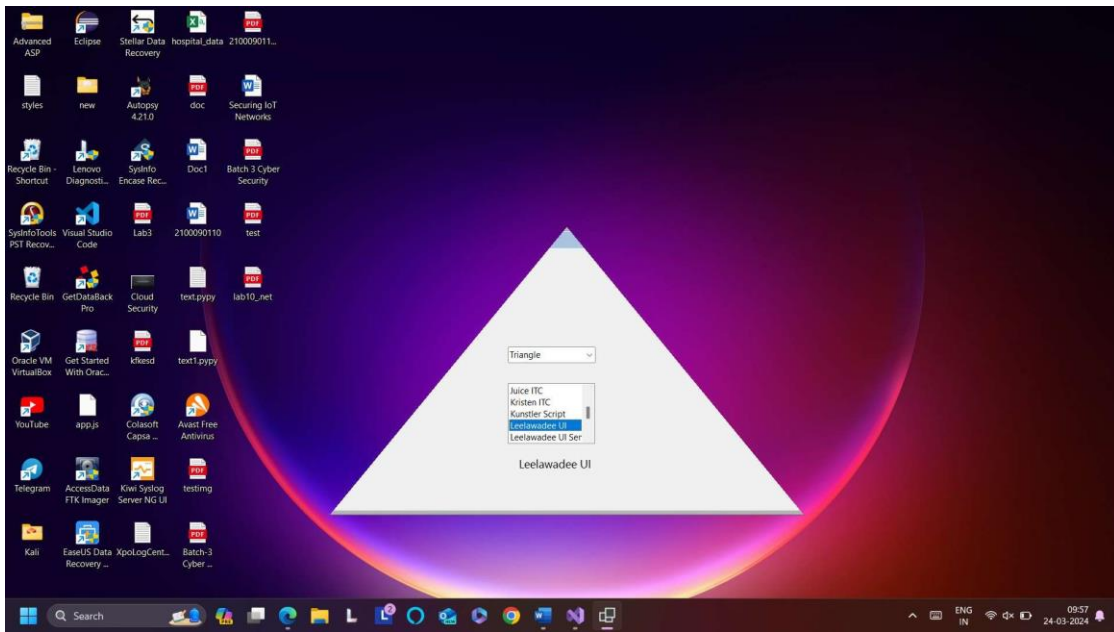 Advanced
ASP
Eclipse
Stellar Data
Recovery
hospital_data
210009011...
styles
new
Autopsy
4.21.0
doc
Securing IoT
Networks
Recycle Bin -
Shortcut
Lenovo
Diagnosti...
SysInfo
Encase Rec...
Doc1
Batch 3 Cyber
Security
SysInfoTools
PST Recov...
Visual Studio
Code
Lab3
2100090110
test
Recycle Bin
GetDataBack
Pro
Cloud
Security
text.pypy
lab10_.net
Oracle VM
VirtualBox
Get Started
With Orac...
kfkesd
text1.pypy
YouTube
app.js
Colasoft
Capsa ...
Avast Free
Antivirus
Telegram
AccessData
FTK Imager
Kiwi Syslog
Server NG UI
testimg
Kali
EaseUS Data
Recovery ...
XpoLogCent...
Batch-3
Cyber ...
Triangle
Juice ITC
Kristen ITC
Kunstler Script
Leelawadee UI
Leelawadee UI Ser
Leelawadee UI
Search
ENG
IN
09:57
24-03-2024